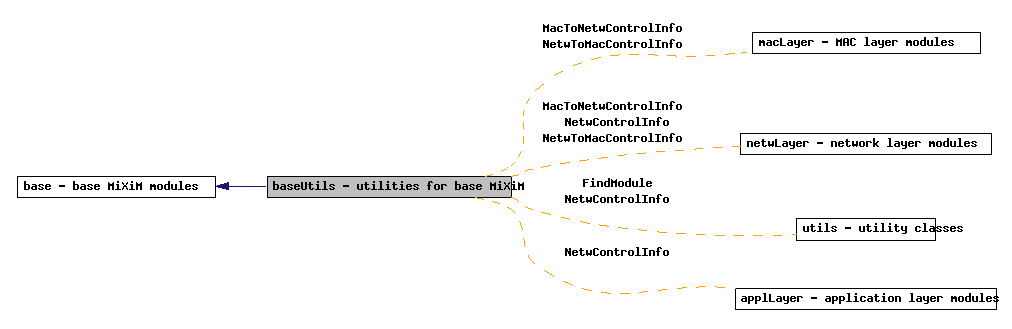 MacToNetwControlInfo
NetwToMacControlInfo
macLayer - MAC layer modules
MacToNetwControlInfo
NetwControlInfo
NetwToMacControlInfo
netwLayer - network layer modules
base - base MiXiM modules
baseUtils - utilities for base MiXiM
FindModule
NetwControlInfo
utils - utility classes
NetwControlInfo
applLayer - application layer modules